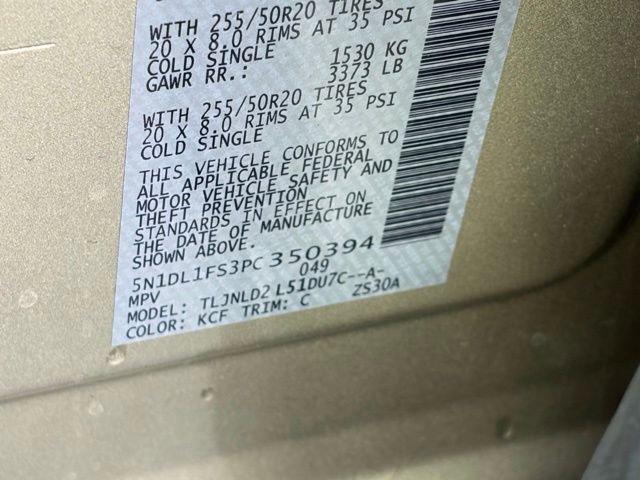 WITH 255/50R20 TIRES
20 X 8.0 RIMS AT 35 PSI
COLD SINGLE 1530 KG
GAWR RR.: 3373 LB
WITH 255/50R20 TIRES
20 X 8.0 RIMS AT 35 PSI
COLD SINGLE
THIS VEHICLE CONFORMS TO
ALL APPLICABLE FEDERAL
MOTOR VEHICLE SAFETY AND
THEFT PREVENTION
STANDARDS IN EFFECT ON
THE DATE OF MANUFACTURE
SHOWN ABOVE.
5N1DL1FS3PC350394
MPV 049
MODEL: TLJNLD2 L51DU7C--A-
COLOR: KCF TRIM: C ZS30A